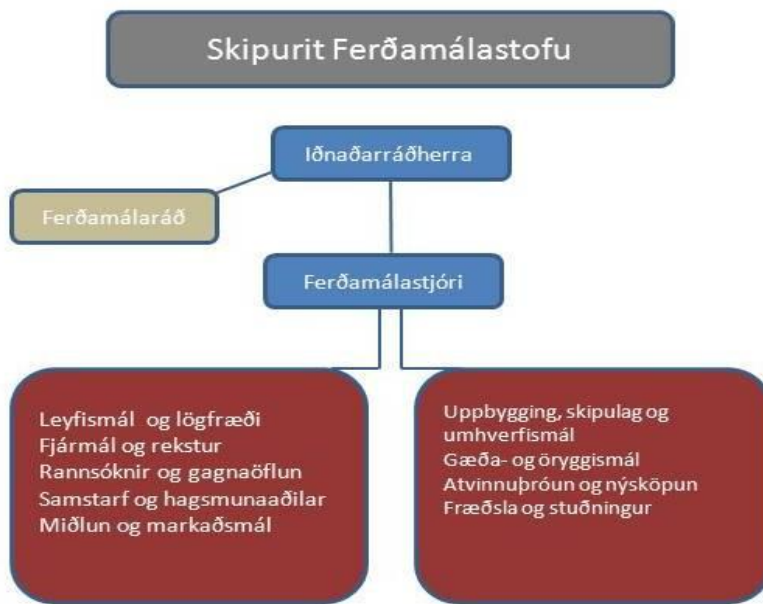 Skipurit Ferðamálastofu
Iðnaðarráðherra
Ferðamálaráð
Ferðamálastjóri
Leyfismál og lögfræði
Fjármál og rekstur
Rannsóknir og gagnaöflun
Samstarf og hagsmunaaðilar
Miðlun og markaðsmál
Uppbygging, skipulag og
umhverfismál
Gæða- og öryggismál
Atvinnuþróun og nýsköpun
Fræðsla og stuðningur